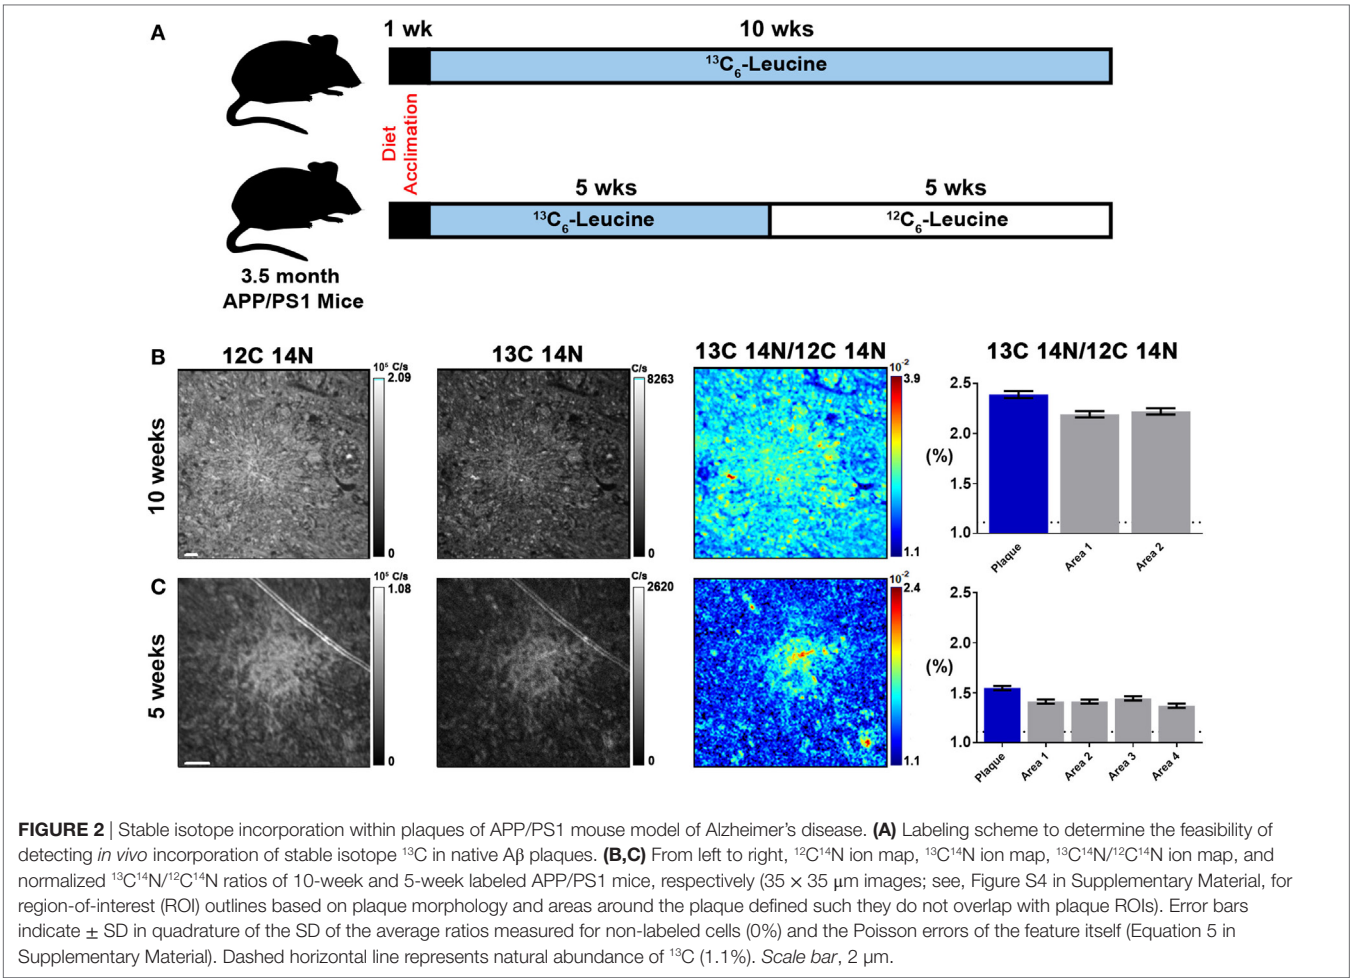 A
1 wk
10 wks
¹³C₆-Leucine
Diet
Acclimation
5 wks
5 wks
¹³C₆-Leucine
¹²C₆-Leucine
3.5 month
APP/PS1 Mice
B
12C 14N
13C 14N
13C 14N/12C 14N
13C 14N/12C 14N
10 weeks
10⁵ C/s
2.09
0
C/s
8263
0
10⁻²
3.9
1.1
2.5
2.0
(%)
1.5
1.0
Plaque
Area 1
Area 2
C
5 weeks
10⁵ C/s
1.08
0
C/s
2620
0
10⁻²
2.4
1.1
2.5
2.0
(%)
1.5
1.0
Plaque
Area 1
Area 2
Area 3
Area 4
FIGURE 2 | Stable isotope incorporation within plaques of APP/PS1 mouse model of Alzheimer's disease. (A) Labeling scheme to determine the feasibility of
detecting in vivo incorporation of stable isotope ¹³C in native Aβ plaques. (B,C) From left to right, ¹²C¹⁴N ion map, ¹³C¹⁴N ion map, ¹³C¹⁴N/¹²C¹⁴N ion map, and
normalized ¹³C¹⁴N/¹²C¹⁴N ratios of 10-week and 5-week labeled APP/PS1 mice, respectively (35 × 35 µm images; see, Figure S4 in Supplementary Material, for
region-of-interest (ROI) outlines based on plaque morphology and areas around the plaque defined such they do not overlap with plaque ROIs). Error bars
indicate ± SD in quadrature of the SD of the average ratios measured for non-labeled cells (0%) and the Poisson errors of the feature itself (Equation 5 in
Supplementary Material). Dashed horizontal line represents natural abundance of ¹³C (1.1%). Scale bar, 2 µm.